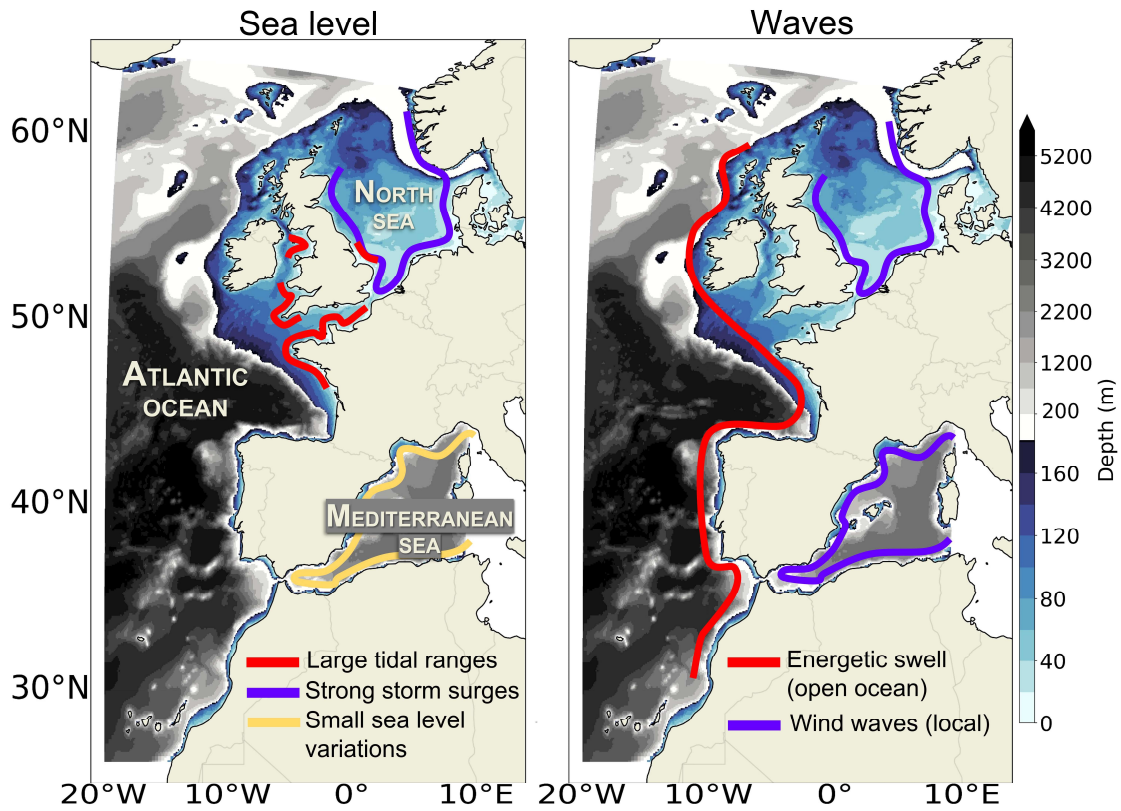 Sea level
Waves
60°N
50°N
40°N
30°N
NORTH
SEA
ATLANTIC
OCEAN
MEDITERRANEAN
SEA
Large tidal ranges
Strong storm surges
Small sea level
variations
20°W 10°W 0° 10°E
Energetic swell
(open ocean)
Wind waves (local)
20°W 10°W 0° 10°E
5200
4200
3200
2200
1200
200
160
120
80
40
0
Depth (m)